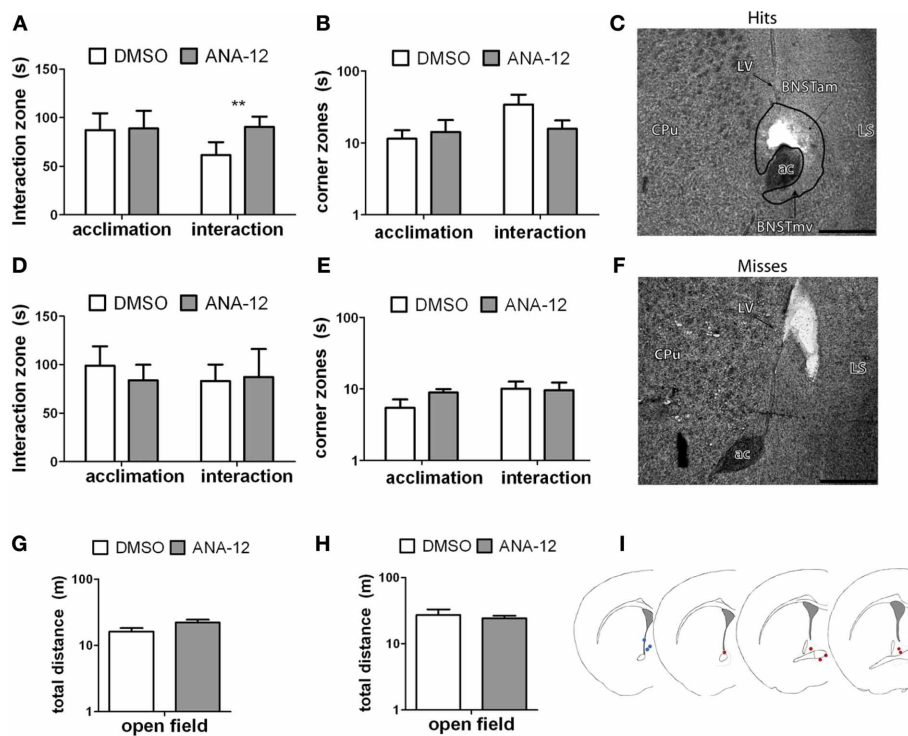 A
DMSO ANA-12
Interaction zone (s)
150
100
50
0
**
acclimation interaction
B
DMSO ANA-12
corner zones (s)
100
10
1
acclimation interaction
C
Hits
LV
BNSTam
CPu
LS
ac
BNSTmv
D
DMSO ANA-12
Interaction zone (s)
150
100
50
0
acclimation interaction
E
DMSO ANA-12
corner zones (s)
100
10
1
acclimation interaction
F
Misses
LV
CPu
LS
ac
G
DMSO ANA-12
total distance (m)
100
10
1
open field
H
DMSO ANA-12
total distance (m)
100
10
1
open field
I